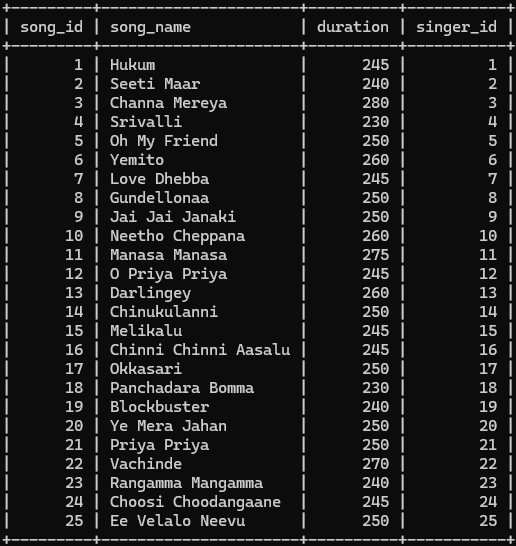 +---------+---------------------+----------+-----------+
| song_id | song_name           | duration | singer_id |
+---------+---------------------+----------+-----------+
|       1 | Hukum               |      245 |         1 |
|       2 | Seeti Maar          |      240 |         2 |
|       3 | Channa Mereya       |      280 |         3 |
|       4 | Srivalli            |      230 |         4 |
|       5 | Oh My Friend        |      250 |         5 |
|       6 | Yemito              |      260 |         6 |
|       7 | Love Dhebba         |      245 |         7 |
|       8 | Gundellonaa         |      250 |         8 |
|       9 | Jai Jai Janaki      |      250 |         9 |
|      10 | Neetho Cheppana     |      260 |        10 |
|      11 | Manasa Manasa       |      275 |        11 |
|      12 | O Priya Priya       |      245 |        12 |
|      13 | Darlingey           |      260 |        13 |
|      14 | Chinukulanni        |      250 |        14 |
|      15 | Melikalu            |      245 |        15 |
|      16 | Chinni Chinni Aasalu |      245 |        16 |
|      17 | Okkasari            |      250 |        17 |
|      18 | Panchadara Bomma    |      230 |        18 |
|      19 | Blockbuster         |      240 |        19 |
|      20 | Ye Mera Jahan       |      250 |        20 |
|      21 | Priya Priya         |      250 |        21 |
|      22 | Vachinde            |      270 |        22 |
|      23 | Rangamma Mangamma   |      240 |        23 |
|      24 | Choosi Choodangaane |      245 |        24 |
|      25 | Ee Velalo Neevu     |      250 |        25 |
+---------+---------------------+----------+-----------+